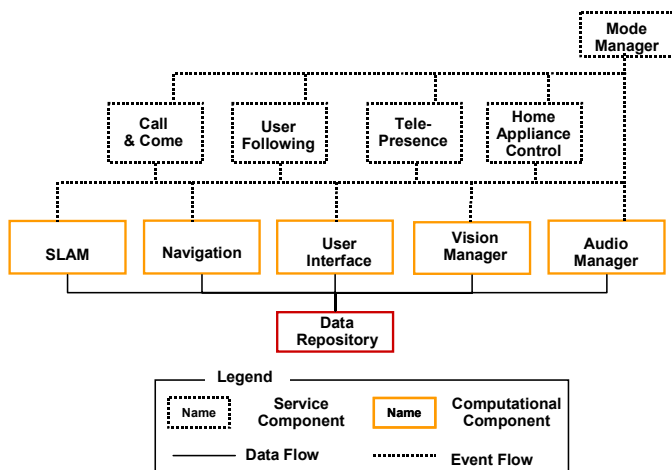 Mode
Manager
Call
& Come
User
Following
Tele-
Presence
Home
Appliance
Control
SLAM
Navigation
User
Interface
Vision
Manager
Audio
Manager
Data
Repository
Legend
Name
Service
Component
Name
Computational
Component
Data Flow
Event Flow